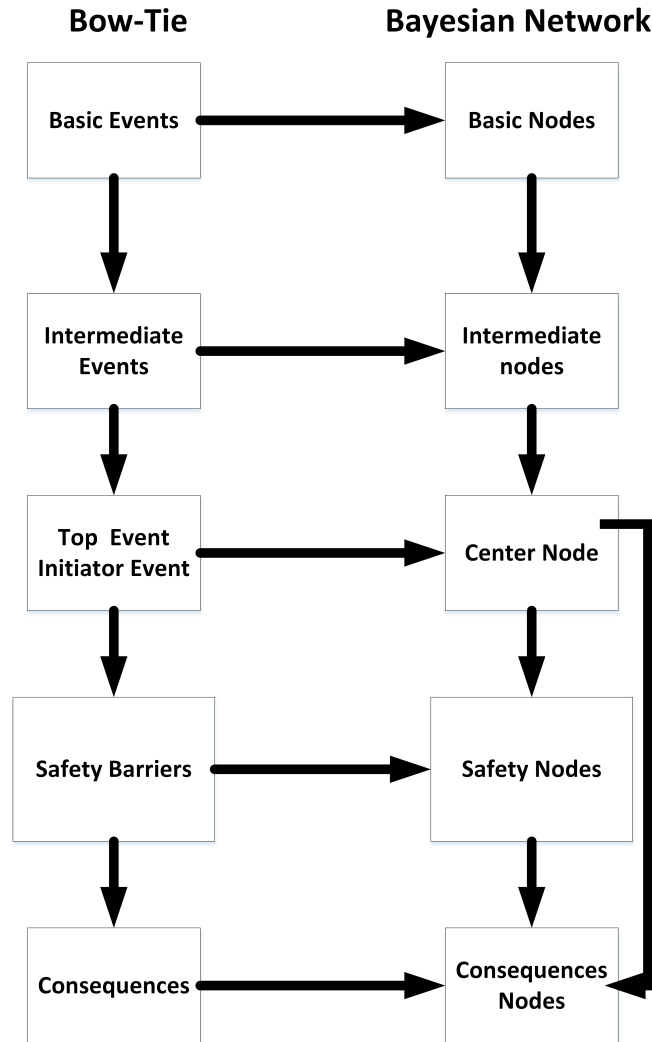 Bow-Tie
Bayesian Network
Basic Events
Basic Nodes
Intermediate
Events
Intermediate
nodes
Top Event
Initiator Event
Center Node
Safety Barriers
Safety Nodes
Consequences
Consequences
Nodes